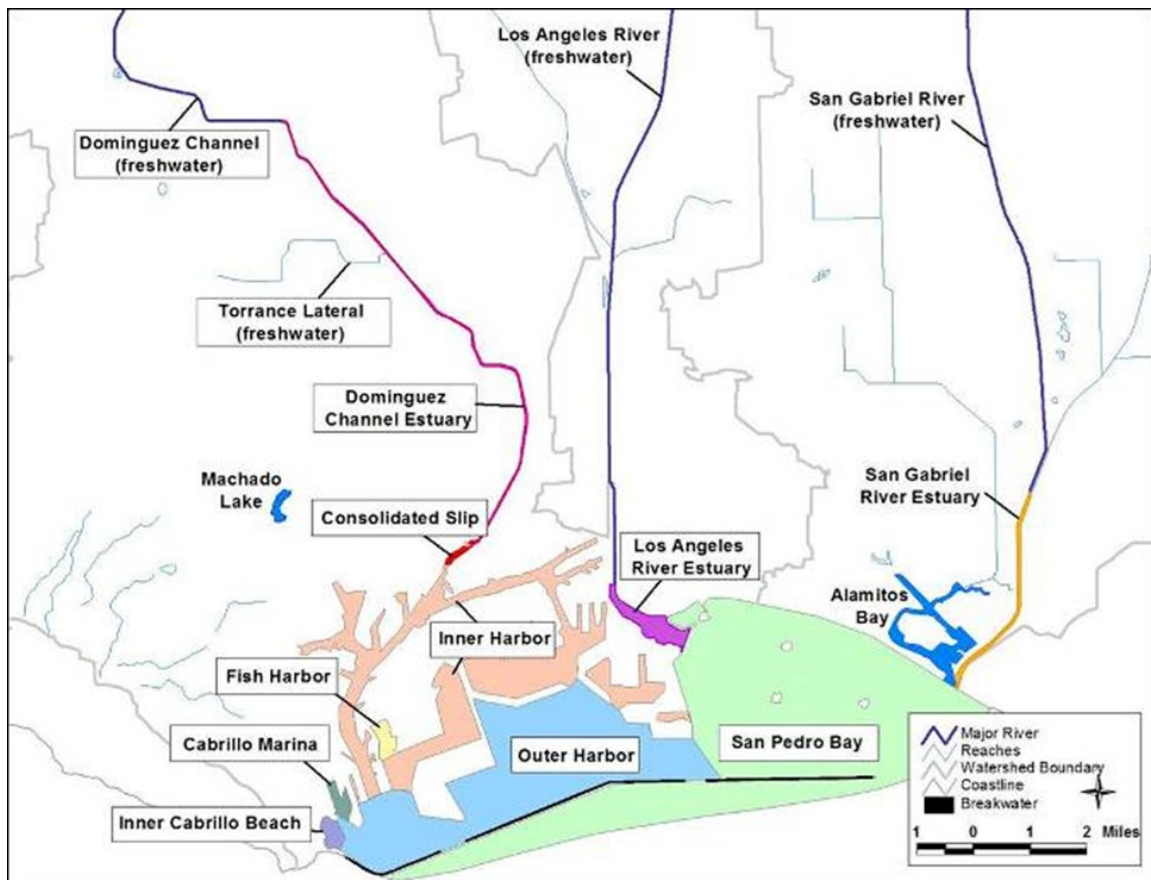 Los Angeles River
(freshwater)
San Gabriel River
(freshwater)
Dominguez Channel
(freshwater)
Torrance Lateral
(freshwater)
Dominguez
Channel Estuary
Machado
Lake
San Gabriel
River Estuary
Consolidated Slip
Los Angeles
River Estuary
Alamitos
Bay
Inner Harbor
Fish Harbor
Cabrillo Marina
Outer Harbor
San Pedro Bay
Inner Cabrillo Beach
Major River
Reaches
Watershed Boundary
Coastline
Breakwater
1 0 1 2 Miles